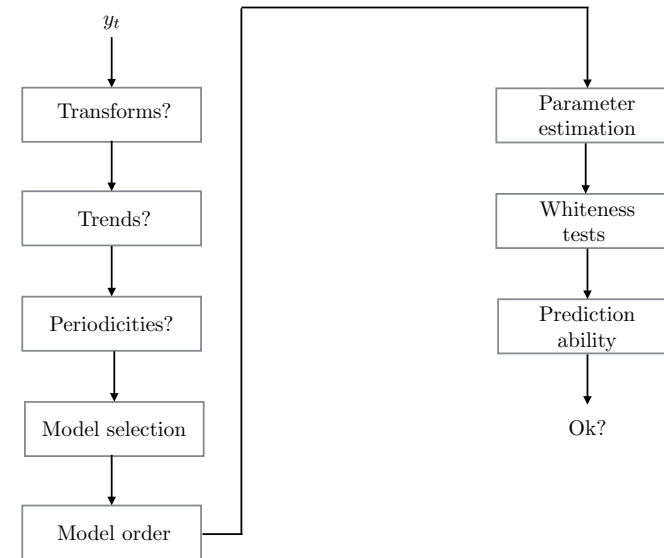 y_t
Transforms?
Trends?
Periodicities?
Model selection
Model order
Parameter
estimation
Whiteness
tests
Prediction
ability
Ok?